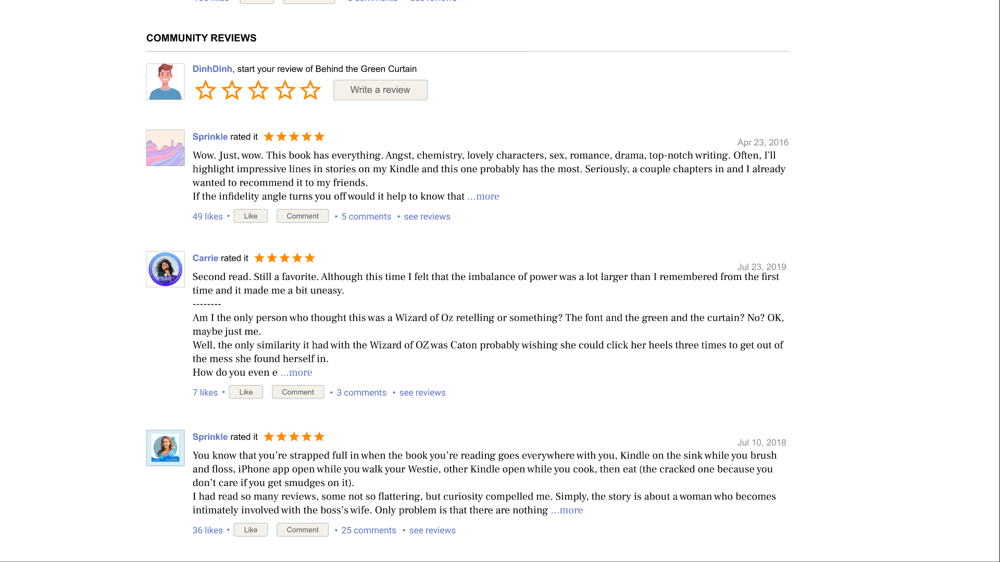 COMMUNITY REVIEWS
DinhDinh, start your review of Behind the Green Curtain
Write a review
Sprinkle rated it
Apr 23, 2016
Wow. Just, wow. This book has everything. Angst, chemistry, lovely characters, sex, romance, drama, top-notch writing. Often, I'll
highlight impressive lines in stories on my Kindle and this one probably has the most. Seriously, a couple chapters in and I already
wanted to recommend it to my friends.
If the infidelity angle turns you off would it help to know that ...more
49 likes • Like Comment • 5 comments • see reviews
Carrie rated it
Jul 23, 2019
Second read. Still a favorite. Although this time I felt that the imbalance of power was a lot larger than I remembered from the first
time and it made me a bit uneasy.
--------
Am I the only person who thought this was a Wizard of Oz retelling or something? The font and the green and the curtain? No? OK,
maybe just me.
Well, the only similarity it had with the Wizard of OZ was Caton probably wishing she could click her heels three times to get out of
the mess she found herself in.
How do you even e ...more
7 likes • Like Comment • 3 comments • see reviews
Sprinkle rated it
Jul 10, 2018
You know that you’re strapped full in when the book you’re reading goes everywhere with you, Kindle on the sink while you brush
and floss, iPhone app open while you walk your Westie, other Kindle open while you cook, then eat (the cracked one because you
don’t care if you get smudges on it).
I had read so many reviews, some not so flattering, but curiosity compelled me. Simply, the story is about a woman who becomes
intimately involved with the boss’s wife. Only problem is that there are nothing ...more
36 likes • Like Comment • 25 comments • see reviews